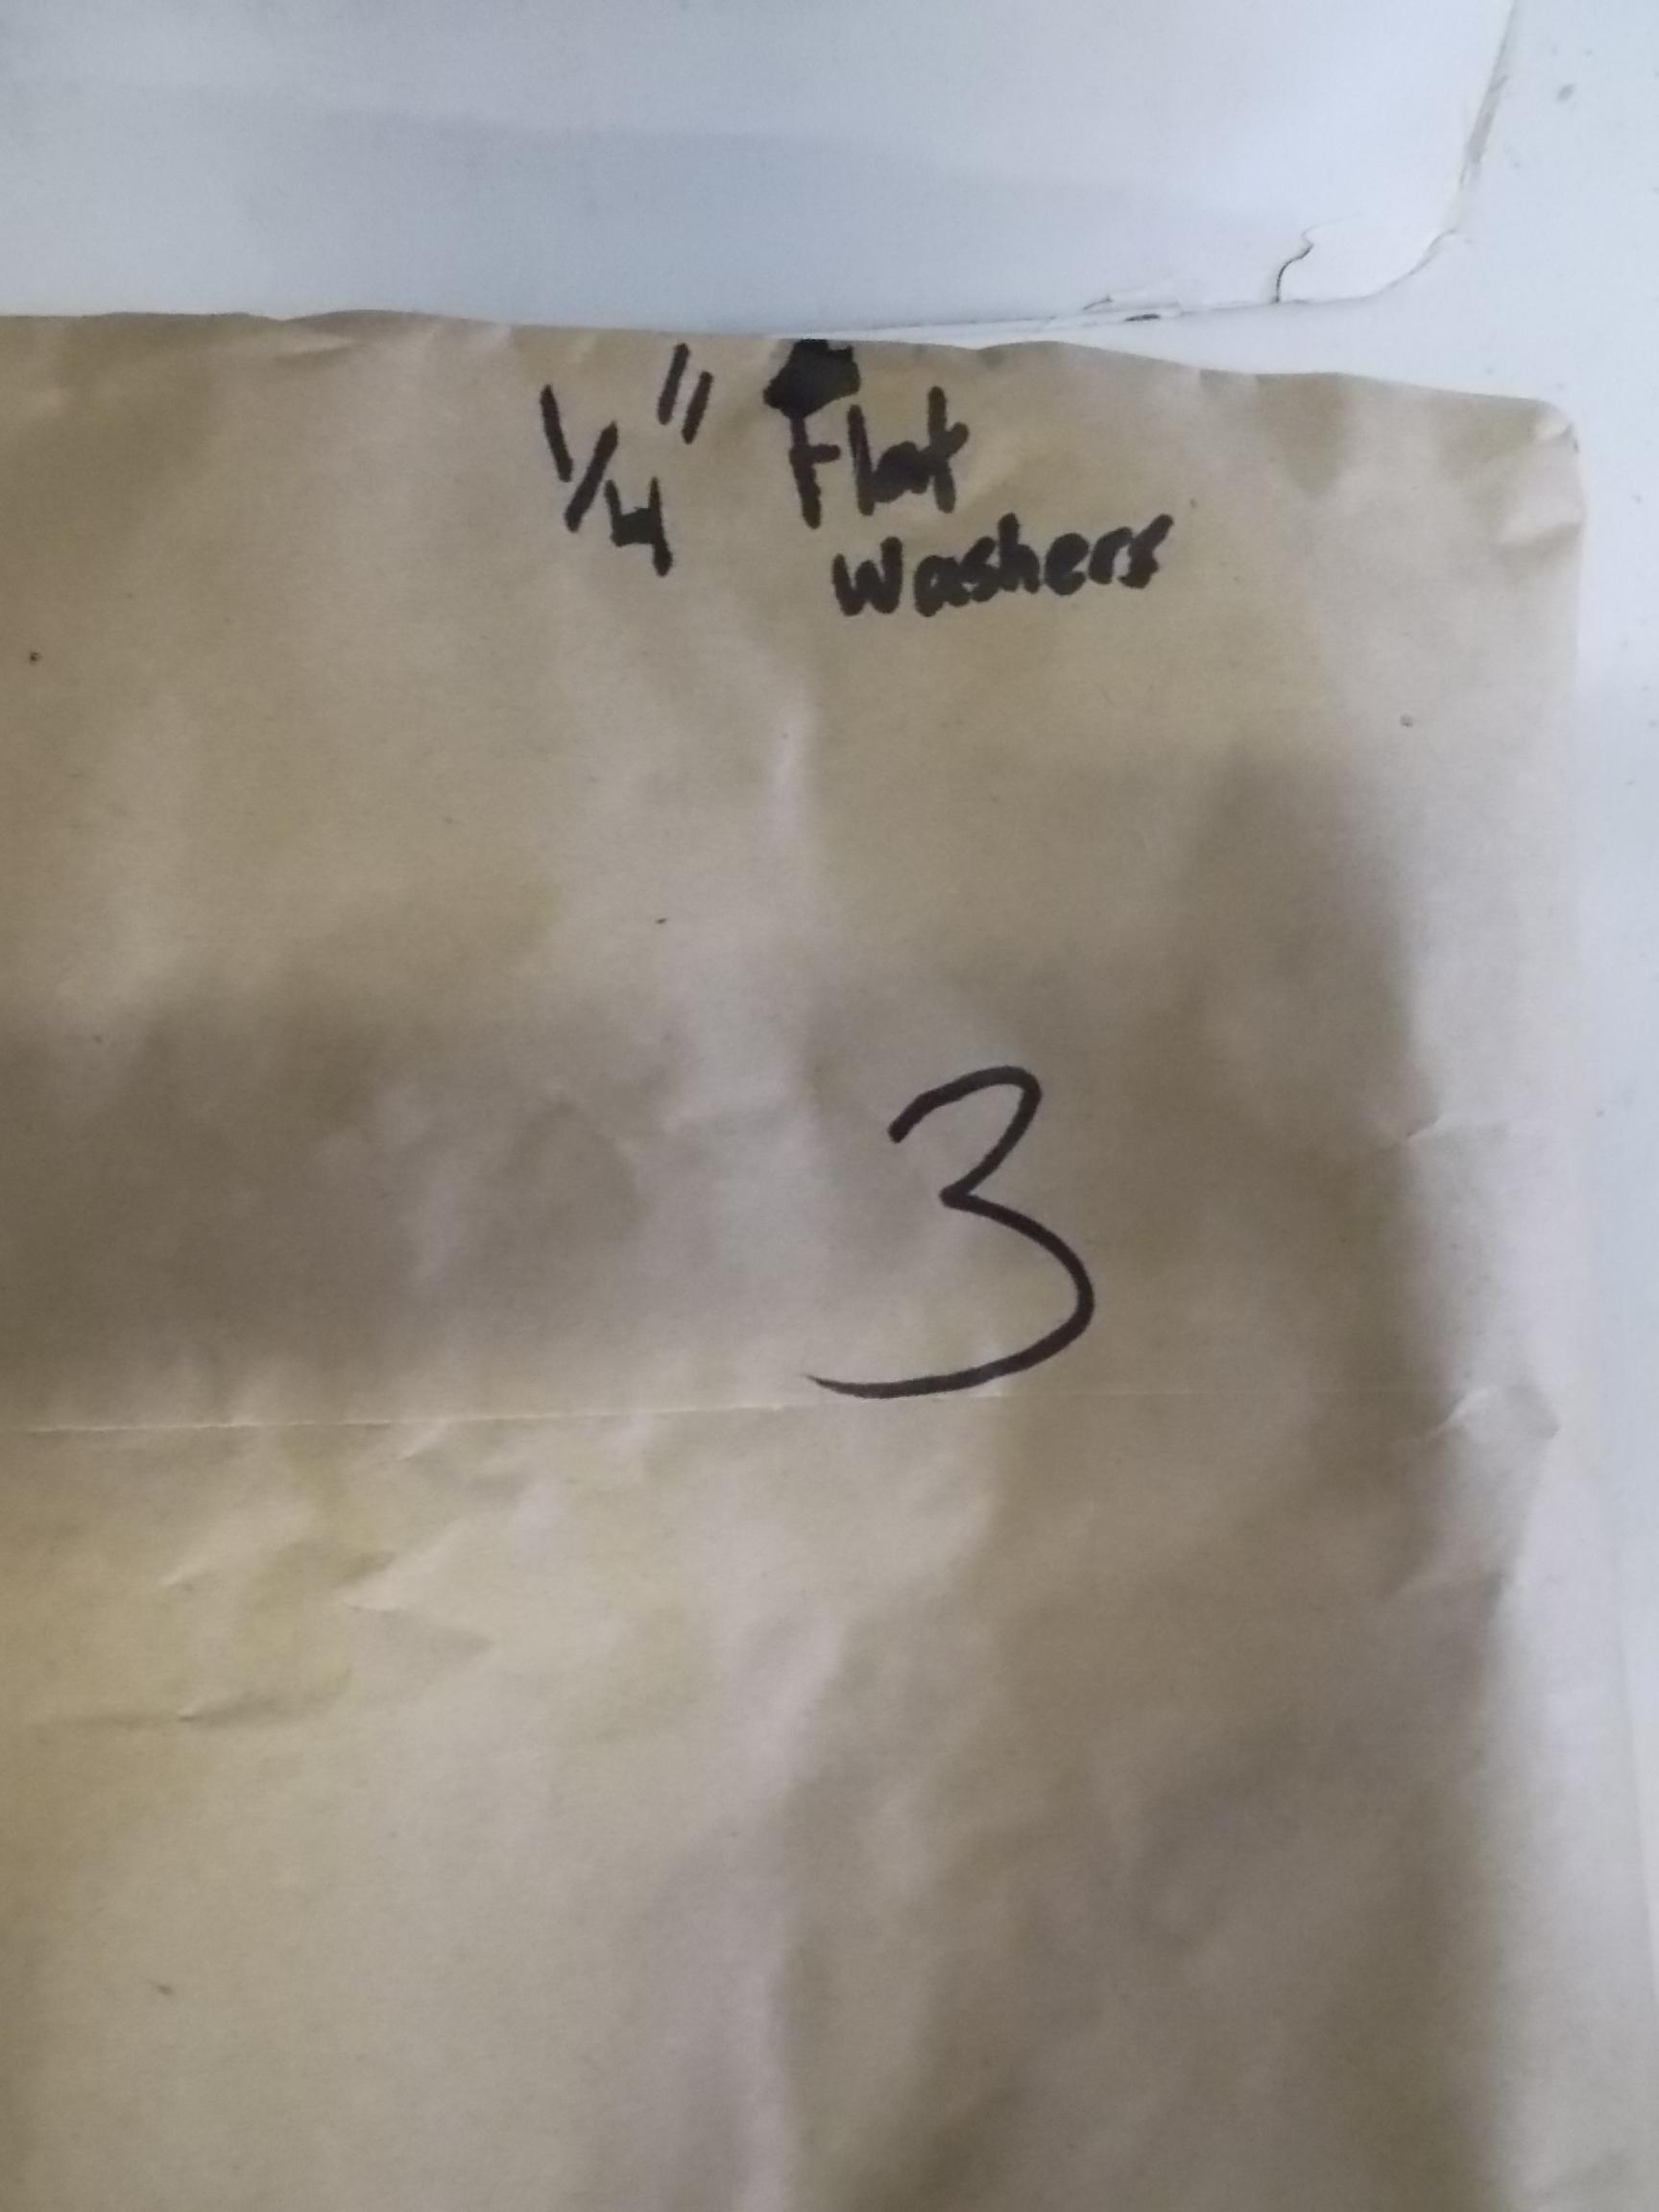 1/4" Flat
Washers
3